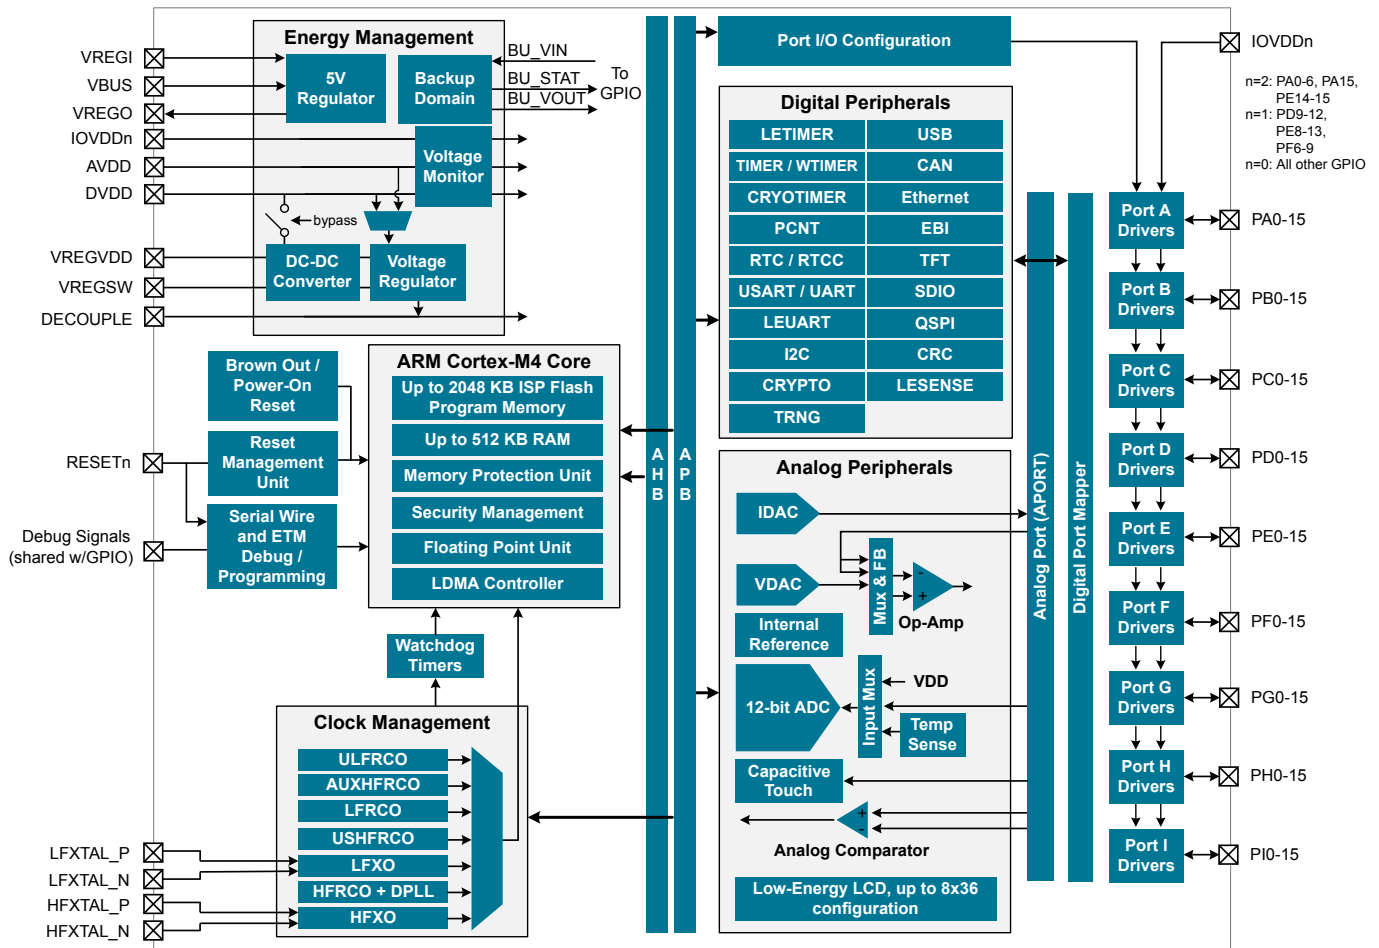 VREGI
VBUS
VREGO
IOVDDn
AVDD
DVDD
VREGVDD
VREGSW
DECOUPLE
Energy Management
5V
Regulator
Backup
Domain
BU_VIN
BU_STAT
BU_VOUT
To
GPIO
Voltage
Monitor
bypass
DC-DC
Converter
Voltage
Regulator
Brown Out /
Power-On
Reset
Reset
Management
Unit
Serial Wire
and ETM
Debug /
Programming
RESETn
Debug Signals
(shared w/GPIO)
ARM Cortex-M4 Core
Up to 2048 KB ISP Flash
Program Memory
Up to 512 KB RAM
Memory Protection Unit
Security Management
Floating Point Unit
LDMA Controller
Watchdog
Timers
Clock Management
ULFRCO
AUXHFRCO
LFRCO
USHFRCO
LFXO
HFRCO + DPLL
HFXO
LFXTAL_P
LFXTAL_N
HFXTAL_P
HFXTAL_N
A
H
B
A
P
B
Port I/O Configuration
Digital Peripherals
LETIMER
USB
TIMER / WTIMER
CAN
CRYOTIMER
Ethernet
PCNT
EBI
RTC / RTCC
TFT
USART / UART
SDIO
LEUART
QSPI
I2C
CRC
CRYPTO
LESENSE
TRNG
Analog Peripherals
IDAC
VDAC
Mux & FB
-
+
Op-Amp
Internal
Reference
12-bit ADC
Input Mux
VDD
Temp
Sense
Capacitive
Touch
+
-
Analog Comparator
Low-Energy LCD, up to 8x36
configuration
Analog Port (APORT)
Digital Port Mapper
IOVDDn
n=2: PA0-6, PA15,
PE14-15
n=1: PD9-12,
PE8-13,
PF6-9
n=0: All other GPIO
Port A
Drivers
PA0-15
Port B
Drivers
PB0-15
Port C
Drivers
PC0-15
Port D
Drivers
PD0-15
Port E
Drivers
PE0-15
Port F
Drivers
PF0-15
Port G
Drivers
PG0-15
Port H
Drivers
PH0-15
Port I
Drivers
PI0-15